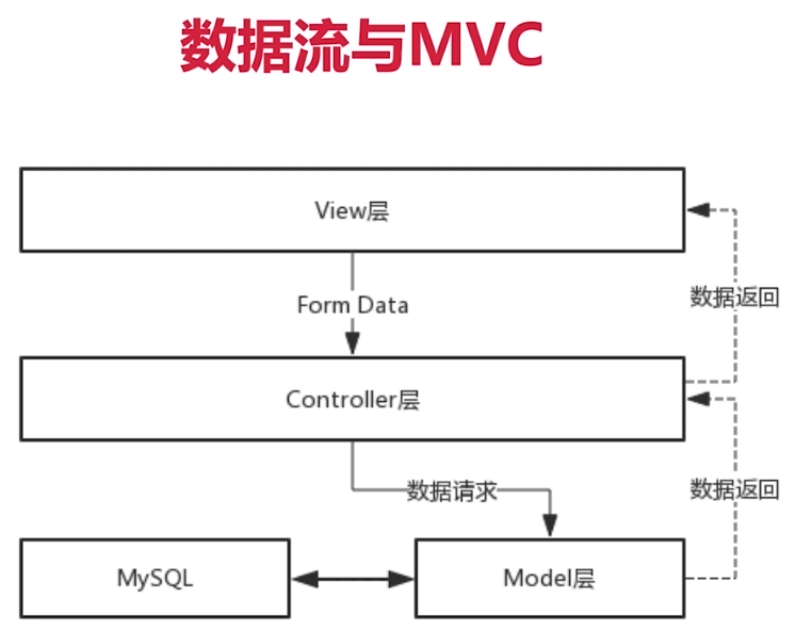 数据流与MVC
View层
Form Data
数据返回
Controller层
数据请求
数据返回
MySQL
Model层